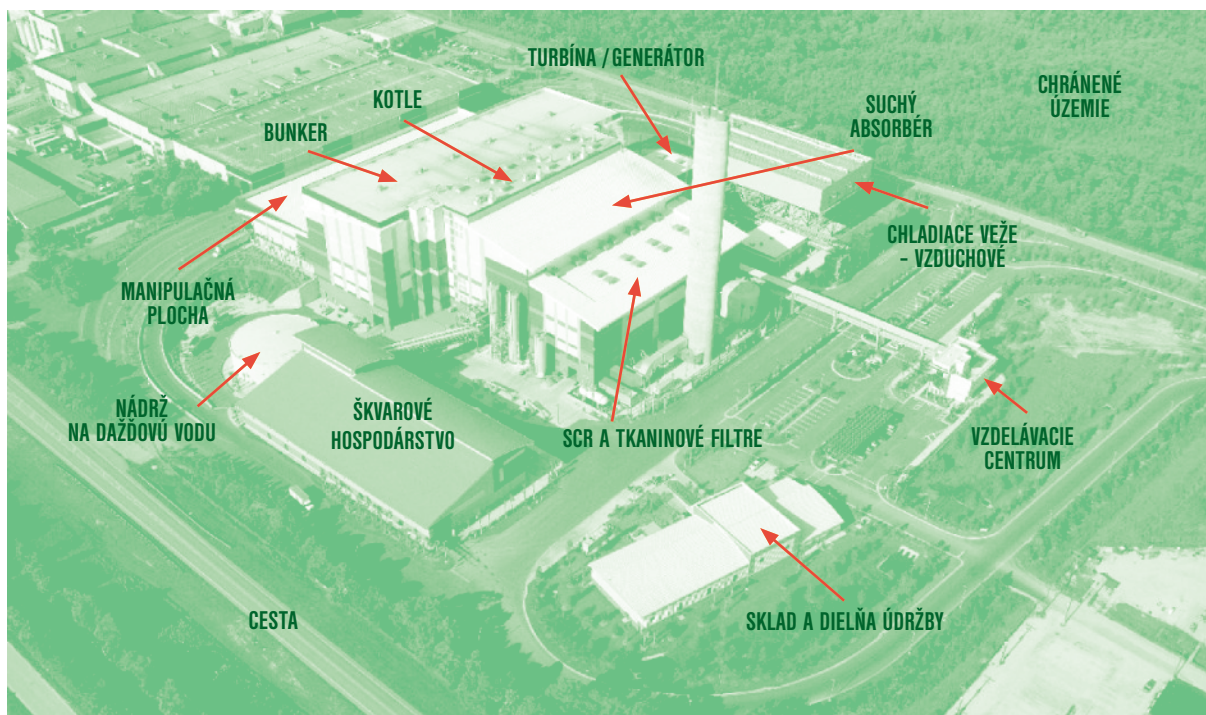 TURBÍNA / GENERÁTOR
CHRÁNENÉ
ÚZEMIE
KOTLE
SUCHÝ
ABSORBÉR
BUNKER
CHLADIACE VEŽE
– VZDUCHOVÉ
MANIPULAČNÁ
PLOCHA
NÁDRŽ
NA DAŽĎOVÚ VODU
ŠKVAROVÉ
HOSPODÁRSTVO
SCR A TKANINOVÉ FILTRE
VZDELÁVACIE
CENTRUM
CESTA
SKLAD A DIELŇA ÚDRŽBY